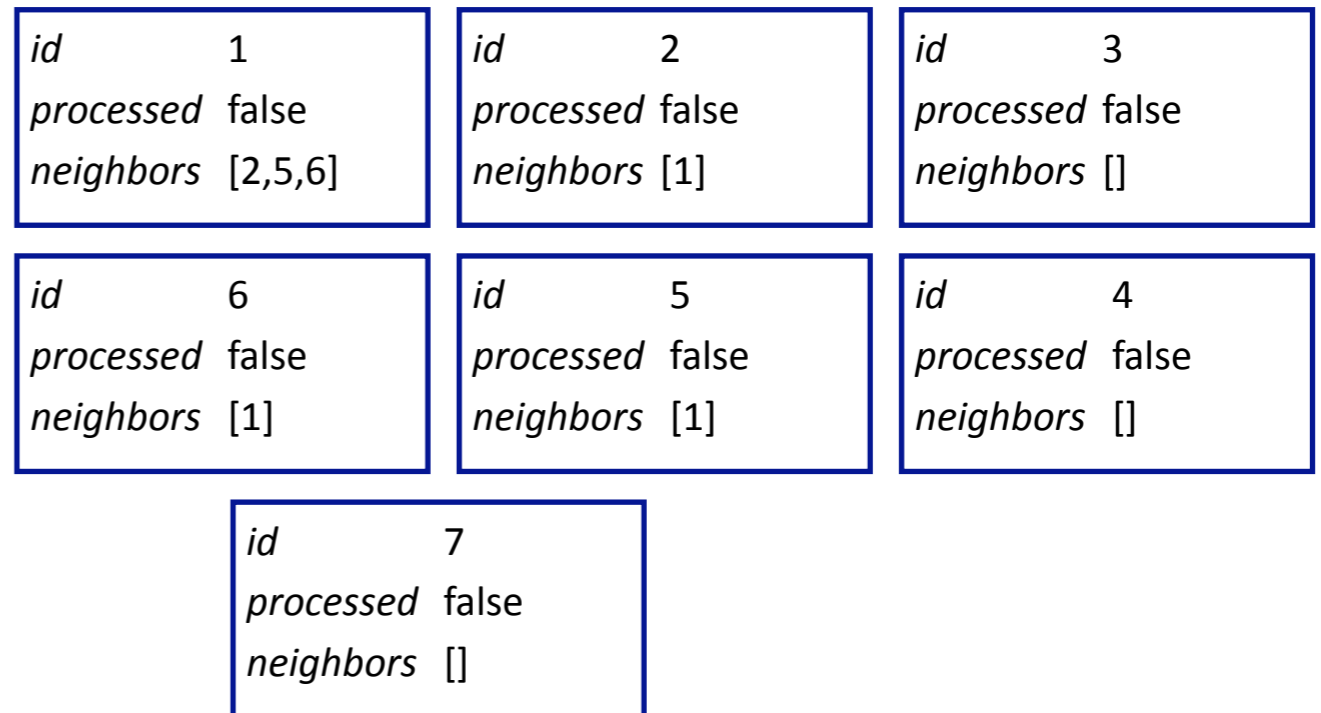 id 1
processed false
neighbors [2,5,6]
id 2
processed false
neighbors [1]
id 3
processed false
neighbors []
id 6
processed false
neighbors [1]
id 5
processed false
neighbors [1]
id 4
processed false
neighbors []
id 7
processed false
neighbors []